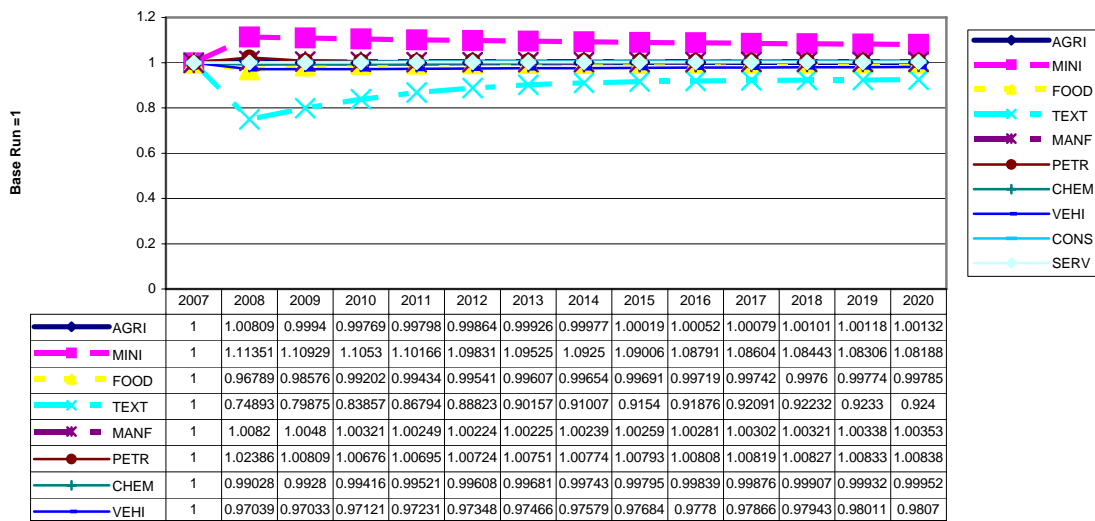 1.2
1
0.8
0.6
0.4
0.2
0
Base Run =1
AGRI
MINI
FOOD
TEXT
MANF
PETR
CHEM
VEHI
CONS
SERV
2007 2008 2009 2010 2011 2012 2013 2014 2015 2016 2017 2018 2019 2020
AGRI 1 1.00809 0.9994 0.99769 0.99798 0.99864 0.99926 0.99977 1.00019 1.00052 1.00079 1.00101 1.00118 1.00132
MINI 1 1.11351 1.10929 1.1053 1.10166 1.09831 1.09525 1.0925 1.09006 1.08791 1.08604 1.08443 1.08306 1.08188
FOOD 1 0.96789 0.98576 0.99202 0.99434 0.99541 0.99607 0.99654 0.99691 0.99719 0.99742 0.9976 0.99774 0.99785
TEXT 1 0.74893 0.79875 0.83857 0.86794 0.88823 0.90157 0.91007 0.9154 0.91876 0.92091 0.92232 0.9233 0.924
MANF 1 1.0082 1.0048 1.00321 1.00249 1.00224 1.00225 1.00239 1.00259 1.00281 1.00302 1.00321 1.00338 1.00353
PETR 1 1.02386 1.00809 1.00676 1.00695 1.00724 1.00751 1.00774 1.00793 1.00808 1.00819 1.00827 1.00833 1.00838
CHEM 1 0.99028 0.9928 0.99416 0.99521 0.99608 0.99681 0.99743 0.99795 0.99839 0.99876 0.99907 0.99932 0.99952
VEHI 1 0.97039 0.97033 0.97121 0.97231 0.97348 0.97466 0.97579 0.97684 0.9778 0.97866 0.97943 0.98011 0.9807